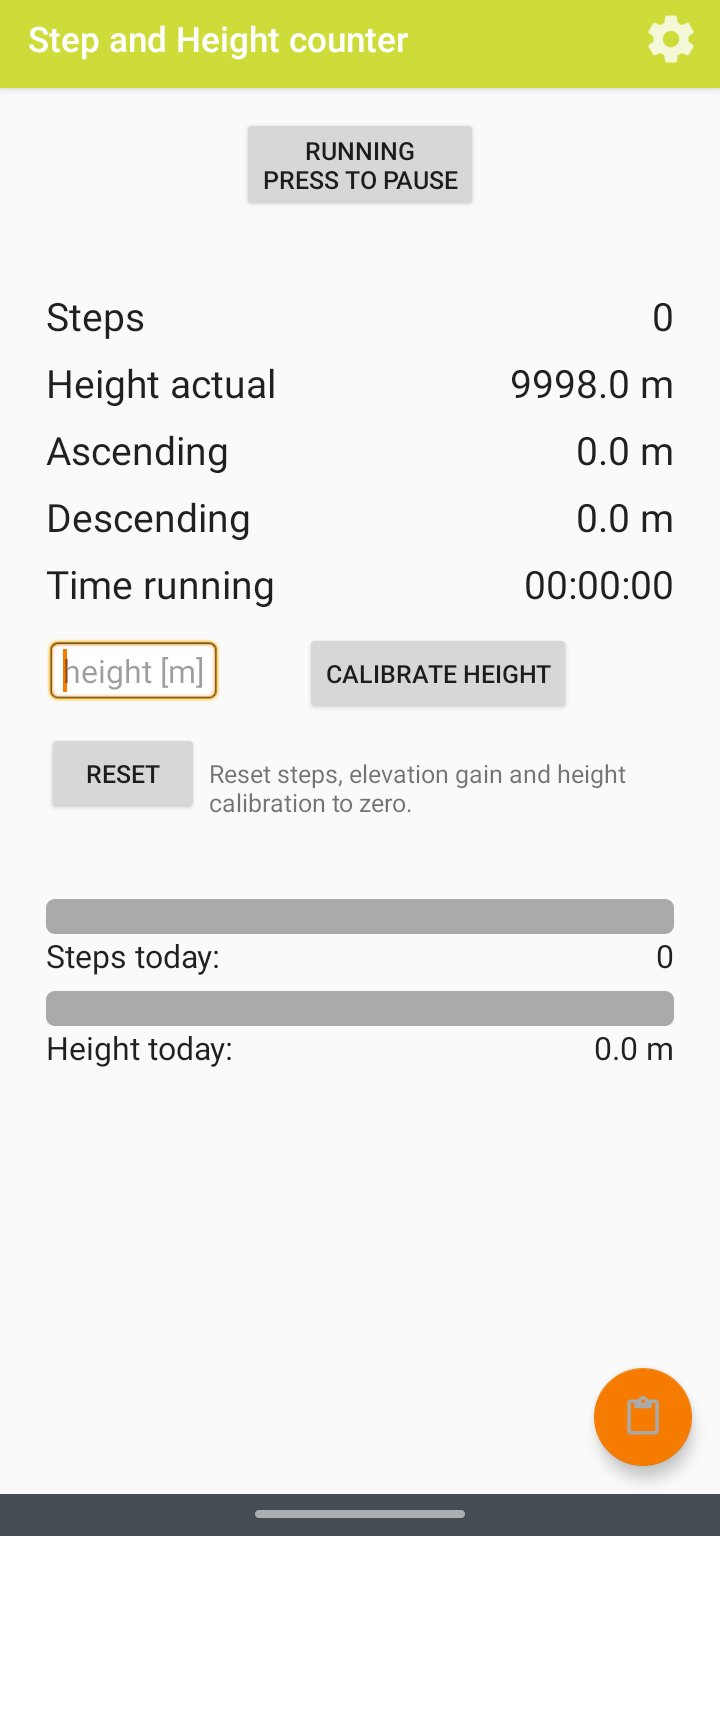 Step and Height counter
RUNNING
PRESS TO PAUSE
Steps 0
Height actual 9998.0 m
Ascending 0.0 m
Descending 0.0 m
Time running 00:00:00
height [m] CALIBRATE HEIGHT
RESET Reset steps, elevation gain and height
calibration to zero.
Steps today: 0
Height today: 0.0 m